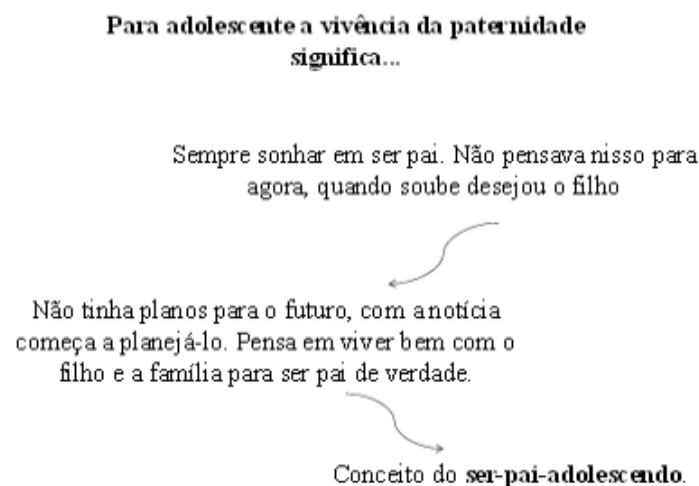 Para adolescente a vivência da paternidade
significa...
Sempre sonhar em ser pai. Não pensava nisso para
agora, quando soube desejou o filho
Não tinha planos para o futuro, com a notícia
começa a planejá-lo. Pensa em viver bem com o
filho e a família para ser pai de verdade.
Conceito do ser-pai-adolescendo.